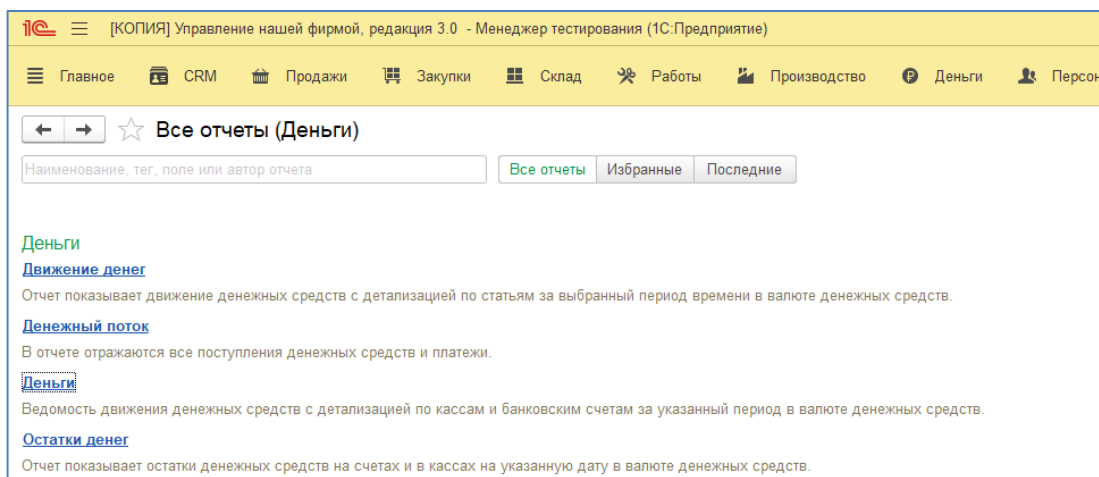 1С [КОПИЯ] Управление нашей фирмой, редакция 3.0 - Менеджер тестирования (1С:Предприятие)
Главное CRM Продажи Закупки Склад Работы Производство Деньги Персон
Все отчеты (Деньги)
Наименование, тег, поле или автор отчета Все отчеты Избранные Последние
Деньги
Движение денег
Отчет показывает движение денежных средств с детализацией по статьям за выбранный период времени в валюте денежных средств.
Денежный поток
В отчете отражаются все поступления денежных средств и платежи.
Деньги
Ведомость движения денежных средств с детализацией по кассам и банковским счетам за указанный период в валюте денежных средств.
Остатки денег
Отчет показывает остатки денежных средств на счетах и в кассах на указанную дату в валюте денежных средств.